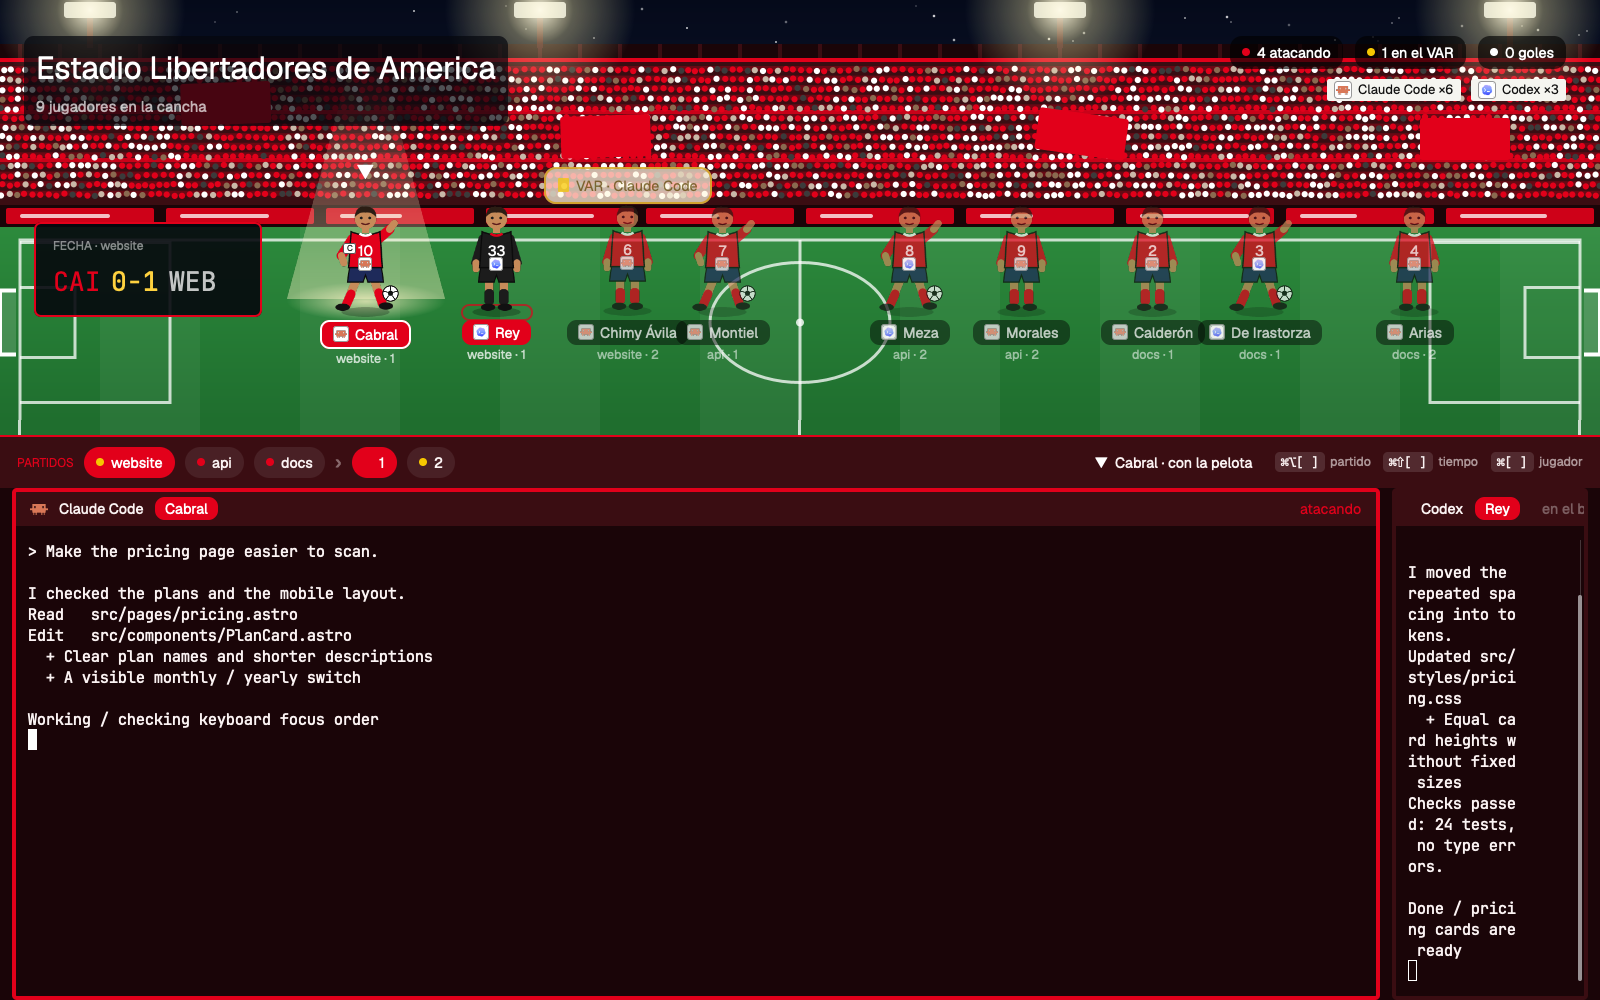 Estadio Libertadores de America
9 jugadores en la cancha
4 atacando
1 en el VAR
0 goles
Claude Code ×6
Codex ×3
VAR · Claude Code
FECHA · website
CAI 0-1 WEB
C 10
33
6
7
8
9
2
3
4
Cabral
website · 1
Rey
website · 1
Chimy Ávila
website · 2
Montiel
api · 1
Meza
api · 2
Morales
api · 2
Calderón
docs · 1
De Irastorza
docs · 1
Arias
docs · 2
PARTIDOS website api docs › 1 2
▼ Cabral · con la pelota ⌘⌥[ ] partido ⌘⇧[ ] tiempo ⌘[ ] jugador
Claude Code Cabral atacando
> Make the pricing page easier to scan.
I checked the plans and the mobile layout.
Read src/pages/pricing.astro
Edit src/components/PlanCard.astro
+ Clear plan names and shorter descriptions
+ A visible monthly / yearly switch
Working / checking keyboard focus order
Codex Rey en el b
I moved the
repeated spa
cing into to
kens.
Updated src/
styles/prici
ng.css
+ Equal ca
rd heights w
ithout fixed
sizes
Checks passe
d: 24 tests,
no type err
ors.
Done / prici
ng cards are
ready